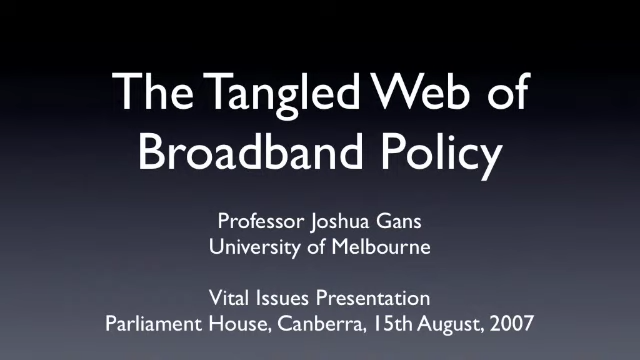 The Tangled Web of
Broadband Policy
Professor Joshua Gans
University of Melbourne
Vital Issues Presentation
Parliament House, Canberra, 15th August, 2007